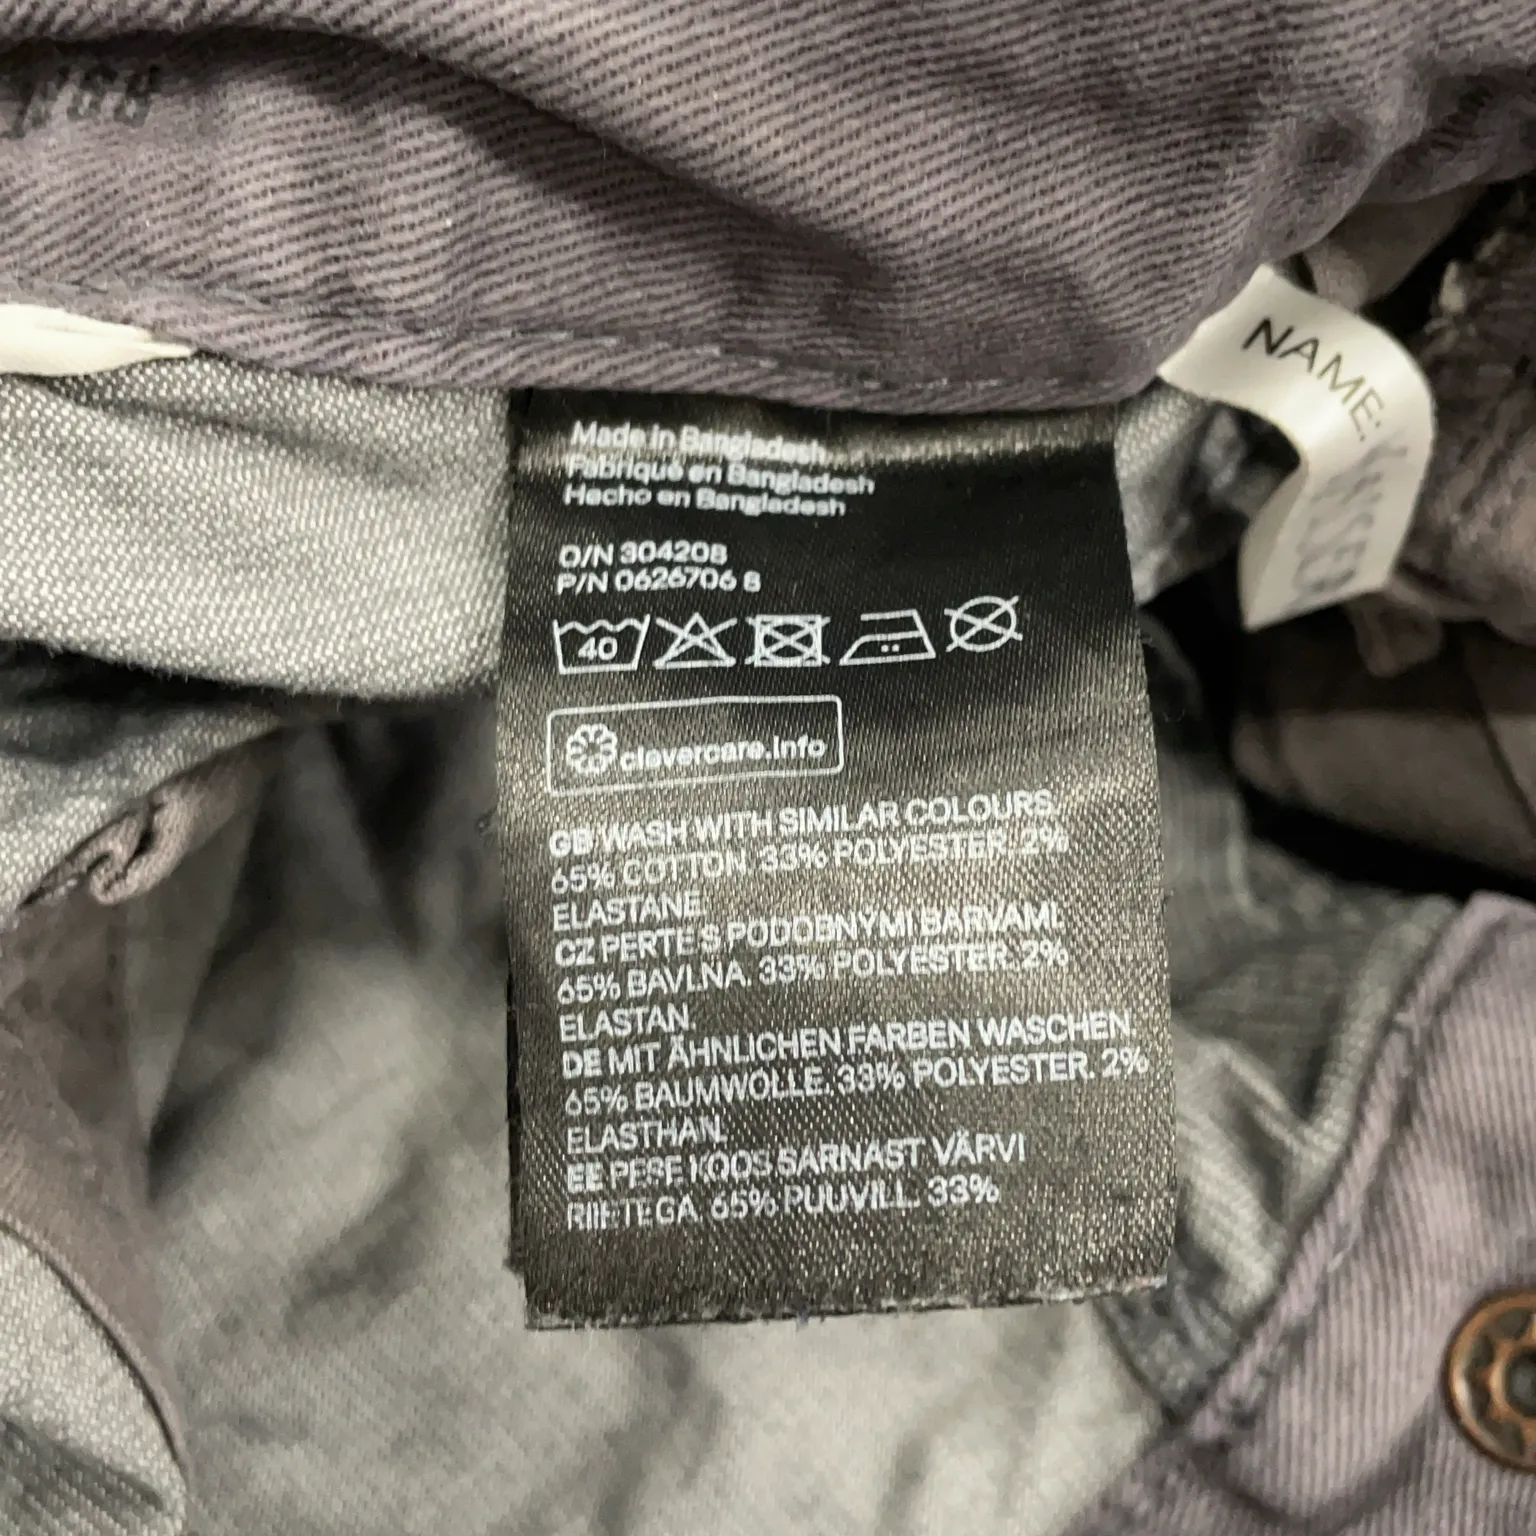 NAME:
Made in Bangladesh
Fabriqué en Bangladesh
Hecho en Bangladesh
O/N 304208
P/N 0626706 8
40
clevercare.info
GB WASH WITH SIMILAR COLOURS.
65% COTTON. 33% POLYESTER. 2%
ELASTANE
CZ PERTE S PODOBNÝMI BARVAMI.
65% BAVLNA. 33% POLYESTER. 2%
ELASTAN.
DE MIT ÄHNLICHEN FARBEN WASCHEN.
65% BAUMWOLLE. 33% POLYESTER. 2%
ELASTHAN.
EE PESE KOOS SARNAST VÄRVI
RIIETEGA. 65% PUUVILL. 33%